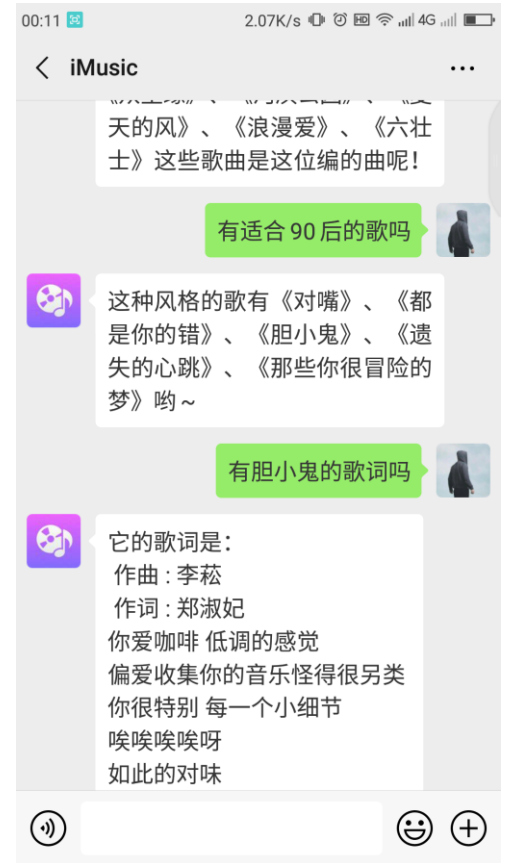 00:11
2.07K/s
HD
4G
iMusic
天的风》、《浪漫爱》、《六壮
士》这些歌曲是这位编的曲呢！
有适合90后的歌吗
这种风格的歌有《对嘴》、《都
是你的错》、《胆小鬼》、《遗
失的心跳》、《那些你很冒险的
梦》哟~
有胆小鬼的歌词吗
它的歌词是：
作曲 : 李菘
作词 : 郑淑妃
你爱咖啡 低调的感觉
偏爱收集你的音乐怪得很另类
你很特别 每一个小细节
唉唉唉唉呀
如此的对味